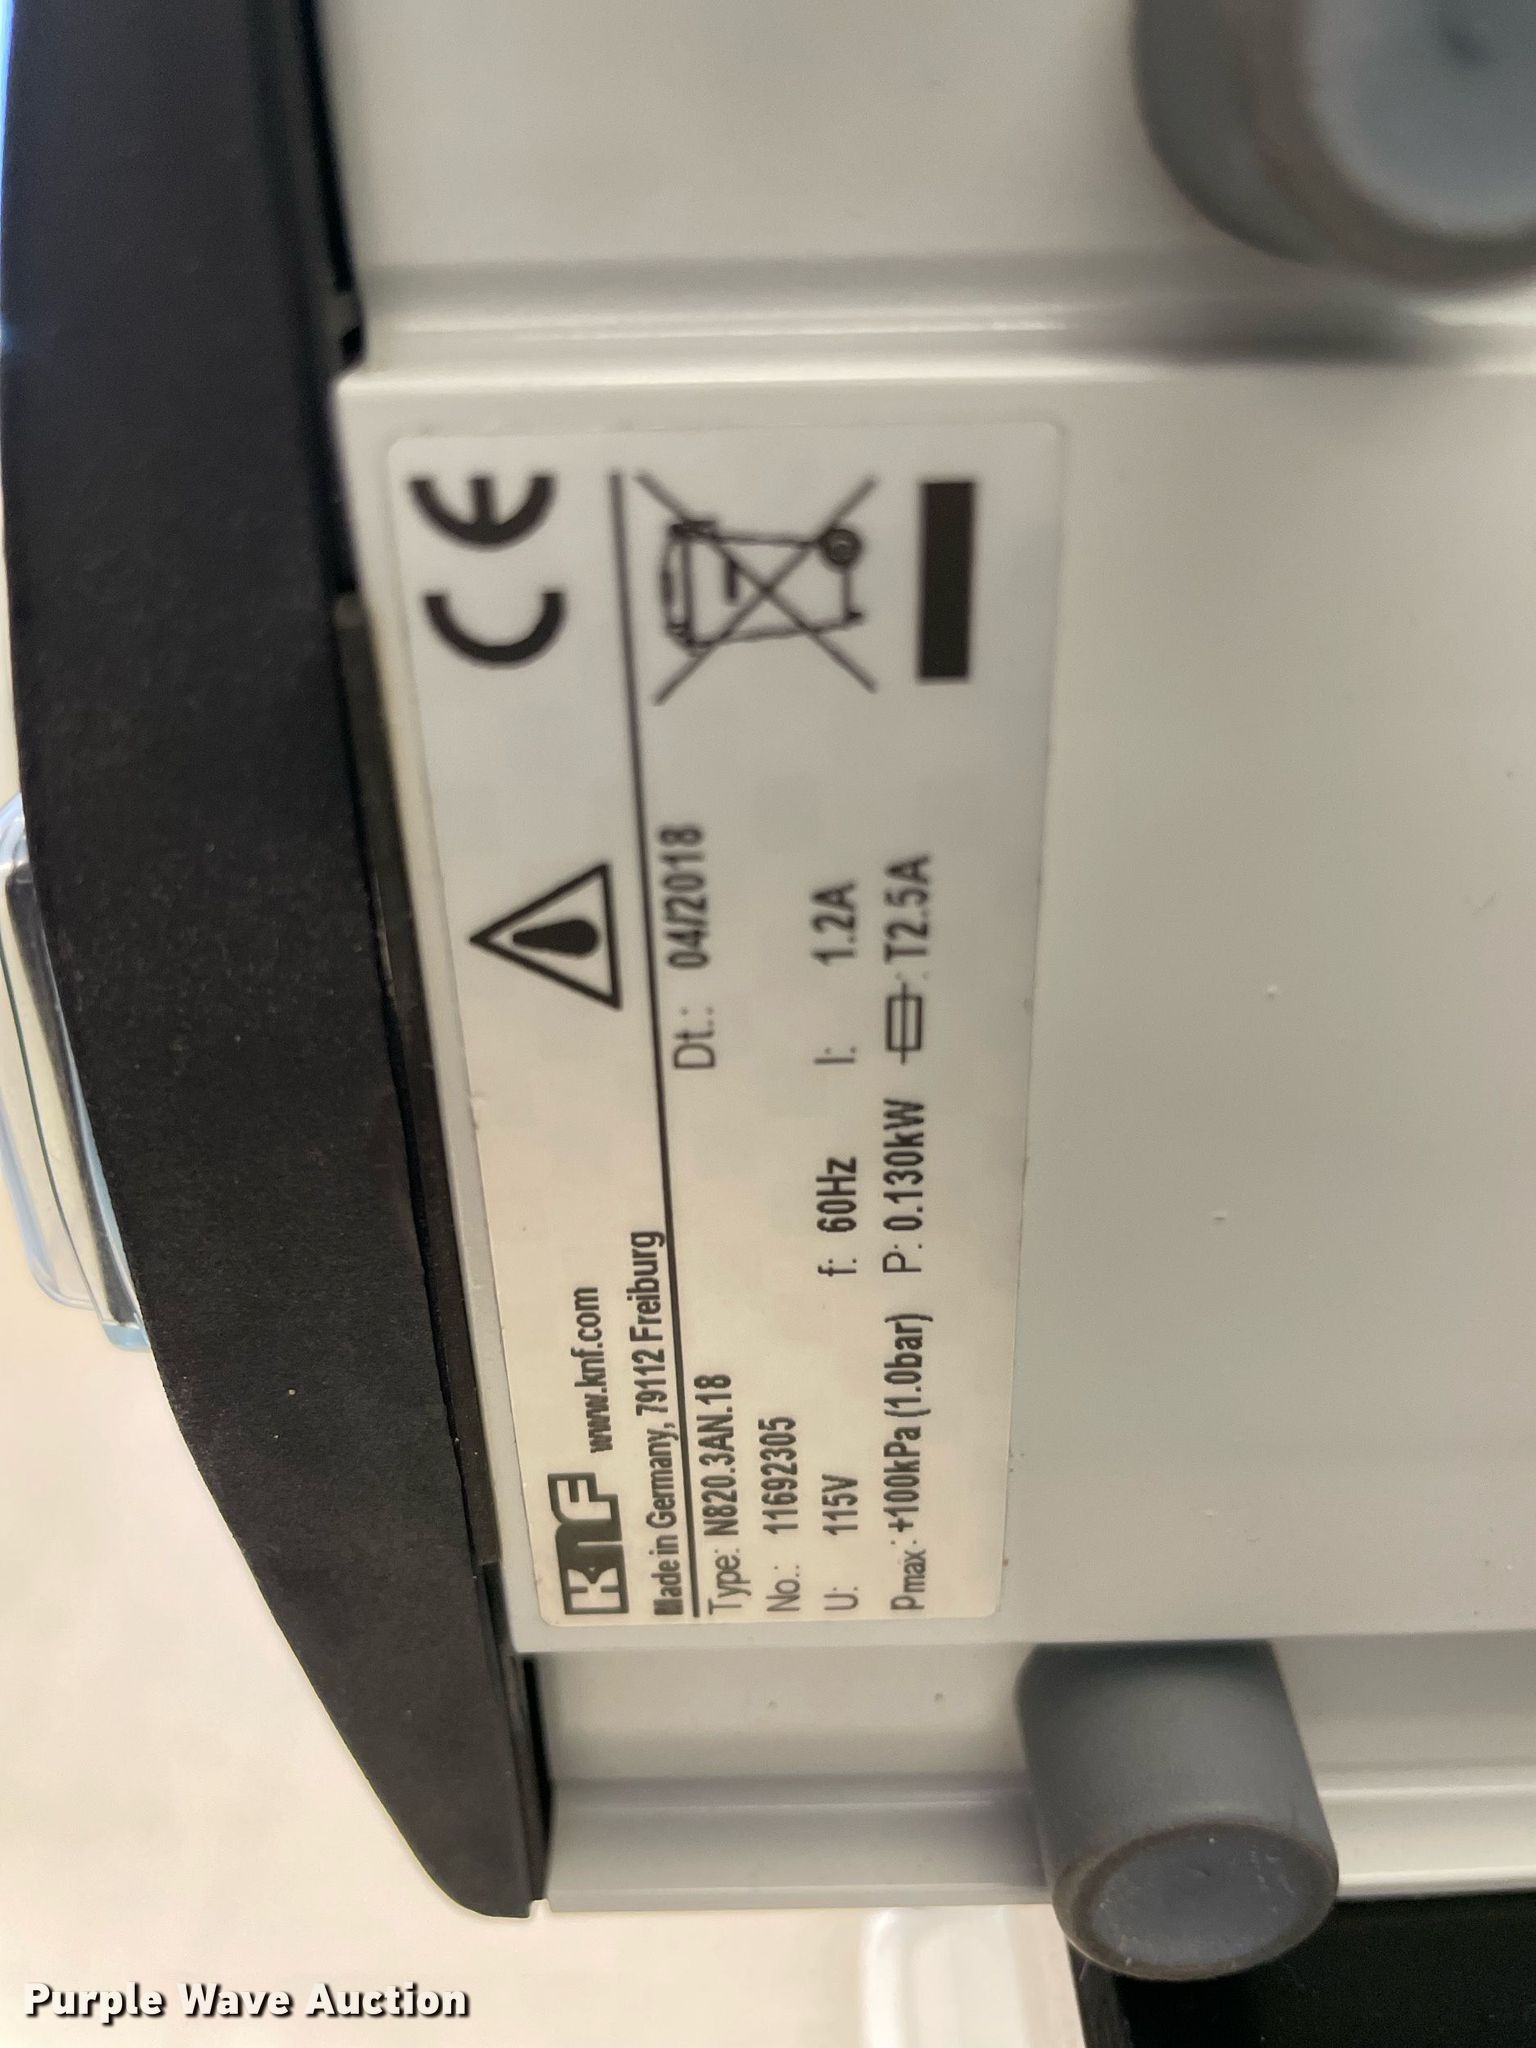 KNF www.knf.com
Made in Germany, 79112 Freiburg
CE
Type: N820.3AN.18 Dt.: 04/2018
No.: 11692305
U: 115V f: 60Hz I: 1.2A
Pmax.: +100kPa (1.0bar) P: 0.130kW : T2.5A
Purple Wave Auction